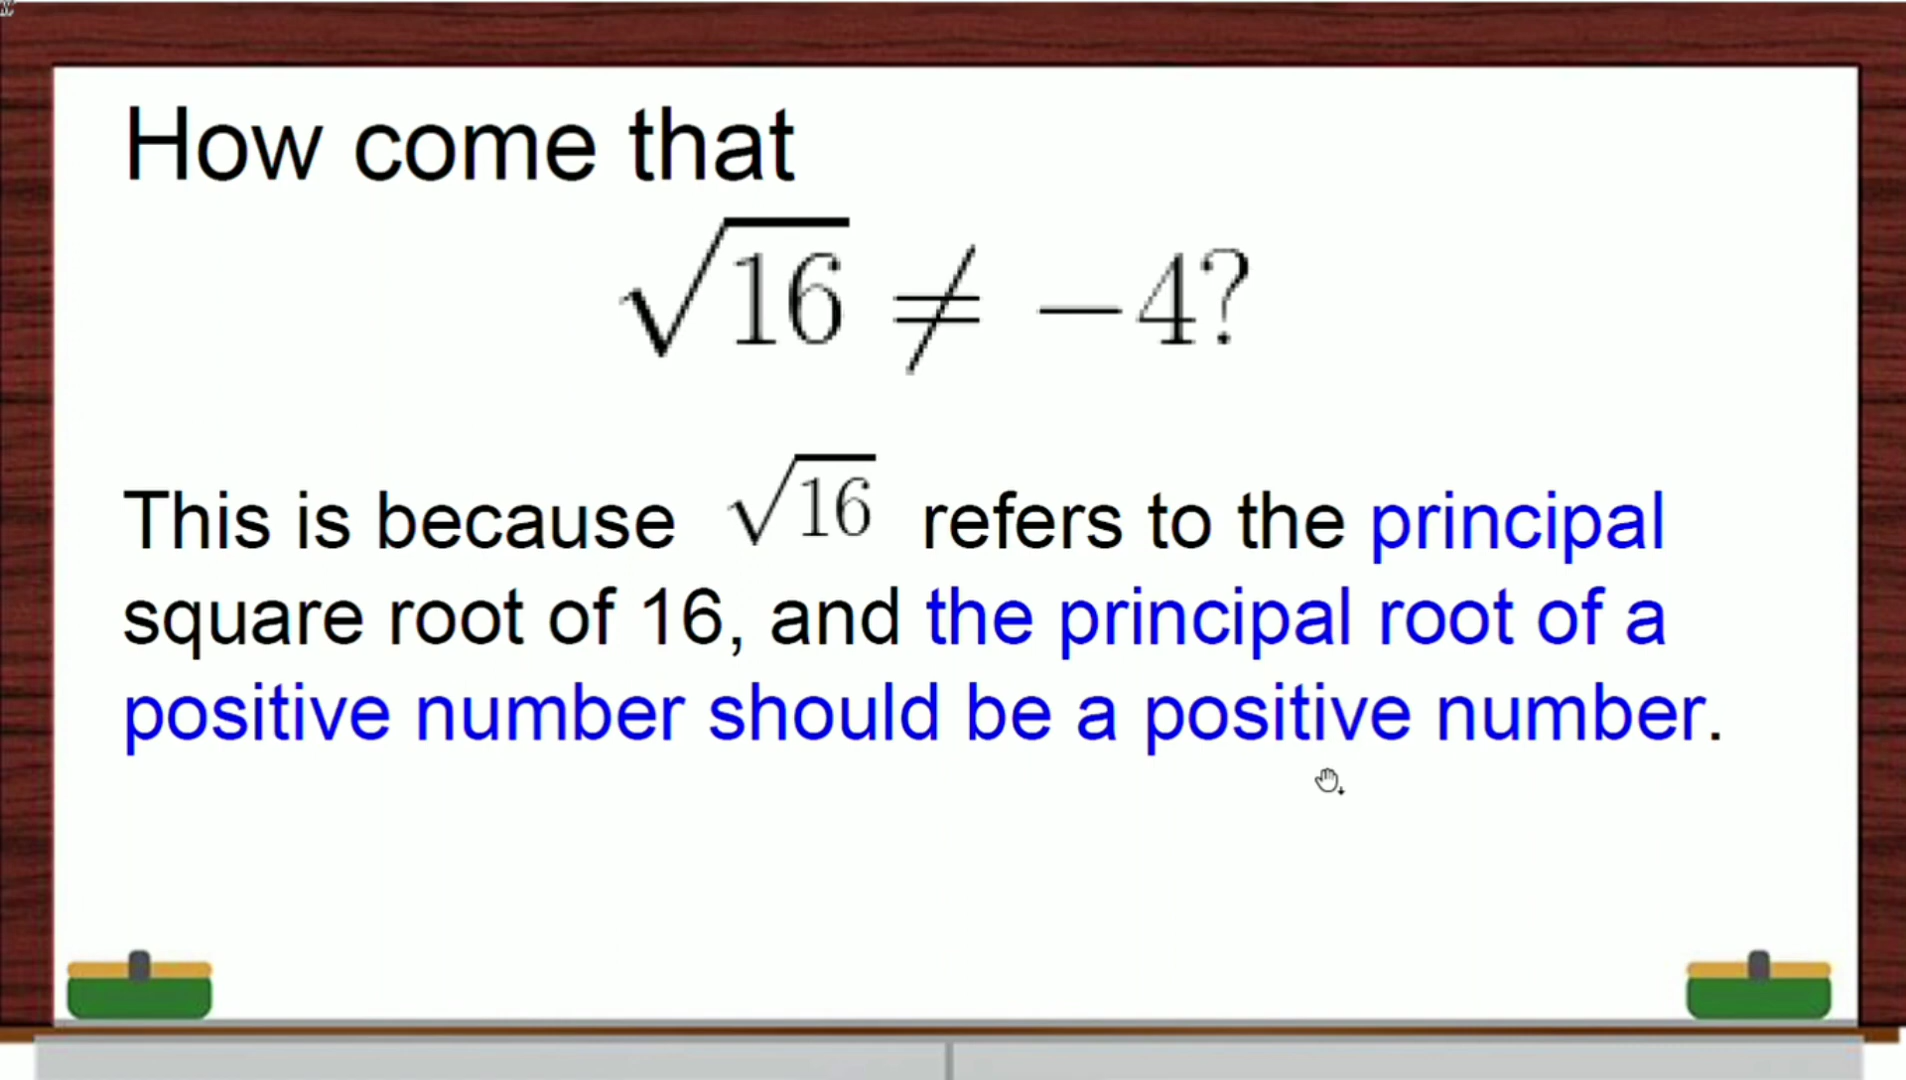 How come that
√16 ≠ −4?
This is because √16 refers to the principal
square root of 16, and the principal root of a
positive number should be a positive number.